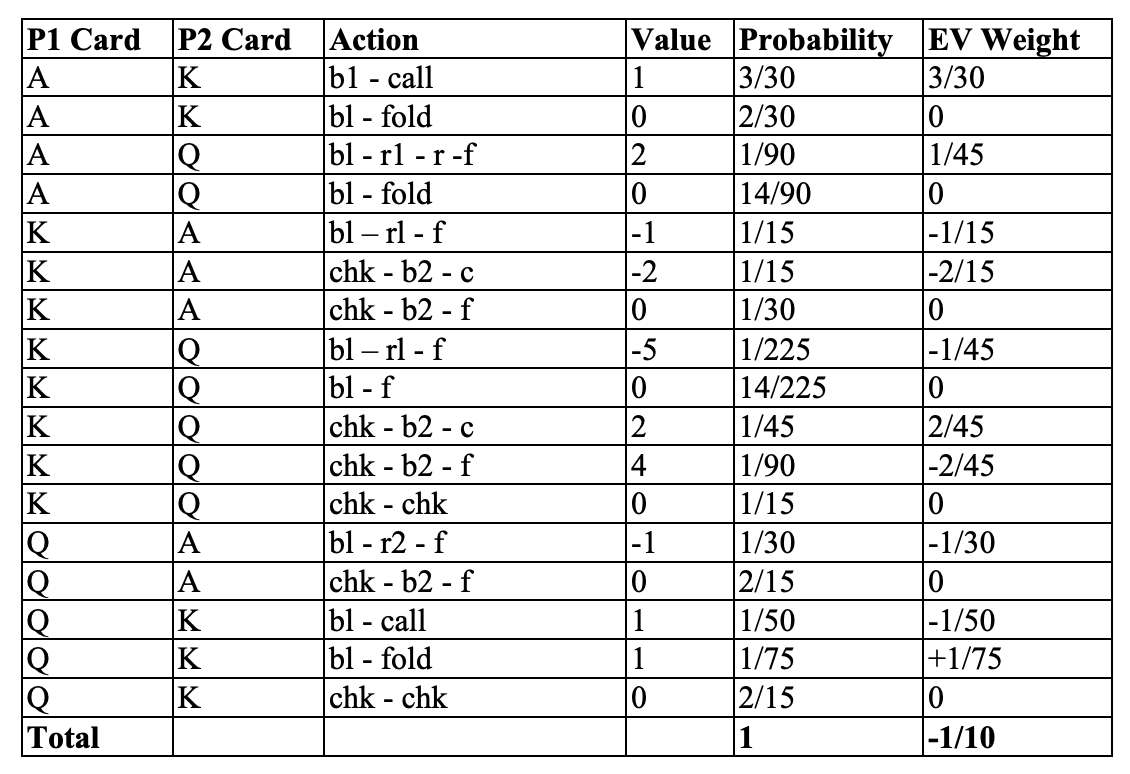 P1 Card P2 Card Action Value Probability EV Weight
A K b1 - call 1 3/30 3/30
A K bl - fold 0 2/30 0
A Q bl - r1 - r -f 2 1/90 1/45
A Q bl - fold 0 14/90 0
K A bl – rl - f -1 1/15 -1/15
K A chk - b2 - c -2 1/15 -2/15
K A chk - b2 - f 0 1/30 0
K Q bl – rl - f -5 1/225 -1/45
K Q bl - f 0 14/225 0
K Q chk - b2 - c 2 1/45 2/45
K Q chk - b2 - f 4 1/90 -2/45
K Q chk - chk 0 1/15 0
Q A bl - r2 - f -1 1/30 -1/30
Q A chk - b2 - f 0 2/15 0
Q K bl - call 1 1/50 -1/50
Q K bl - fold 1 1/75 +1/75
Q K chk - chk 0 2/15 0
Total 1 -1/10